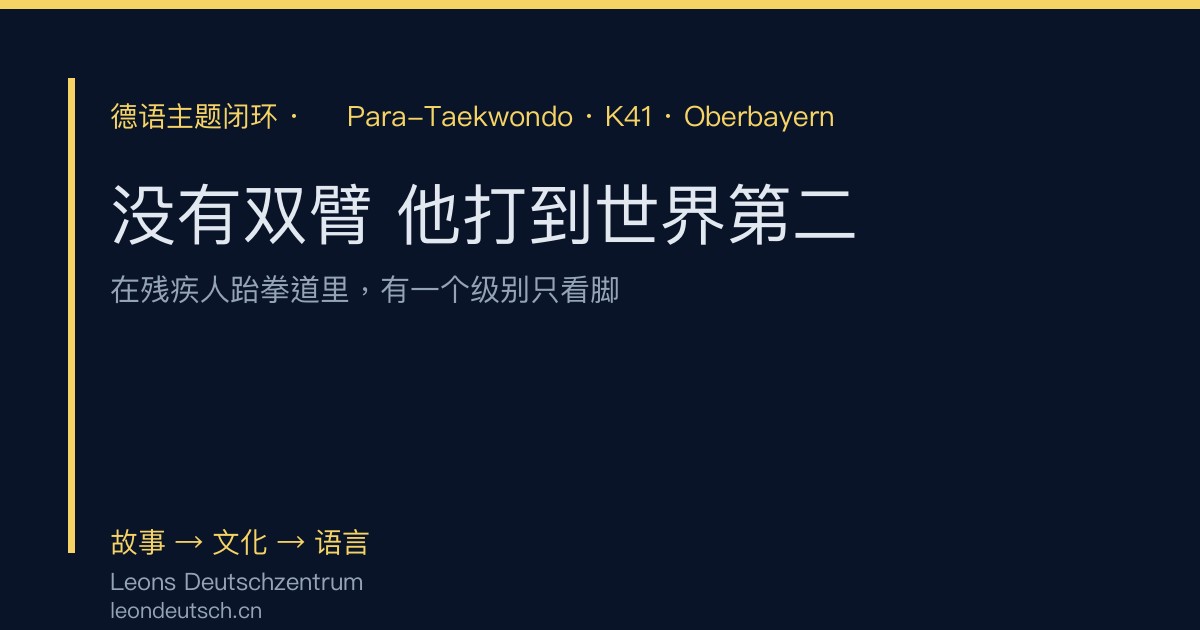 德语主题闭环 · Para–Taekwondo · K41 · Oberbayern
没有双臂 他打到世界第二
在残疾人跆拳道里，有一个级别只看脚
故事 → 文化 → 语言
Leons Deutschzentrum
leondeutsch.cn